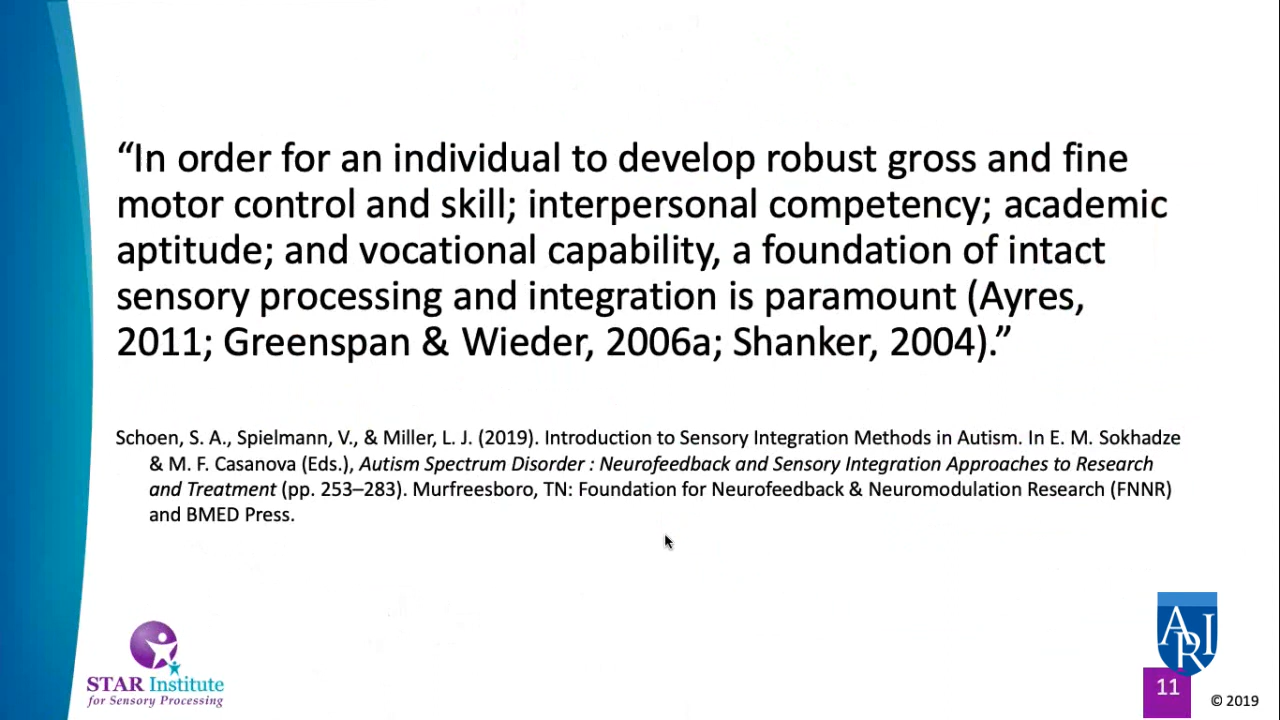 “In order for an individual to develop robust gross and fine
motor control and skill; interpersonal competency; academic
aptitude; and vocational capability, a foundation of intact
sensory processing and integration is paramount (Ayres,
2011; Greenspan & Wieder, 2006a; Shanker, 2004).”
Schoen, S. A., Spielmann, V., & Miller, L. J. (2019). Introduction to Sensory Integration Methods in Autism. In E. M. Sokhadze
& M. F. Casanova (Eds.), Autism Spectrum Disorder : Neurofeedback and Sensory Integration Approaches to Research
and Treatment (pp. 253–283). Murfreesboro, TN: Foundation for Neurofeedback & Neuromodulation Research (FNNR)
and BMED Press.
STAR Institute
for Sensory Processing
ARI
11
© 2019